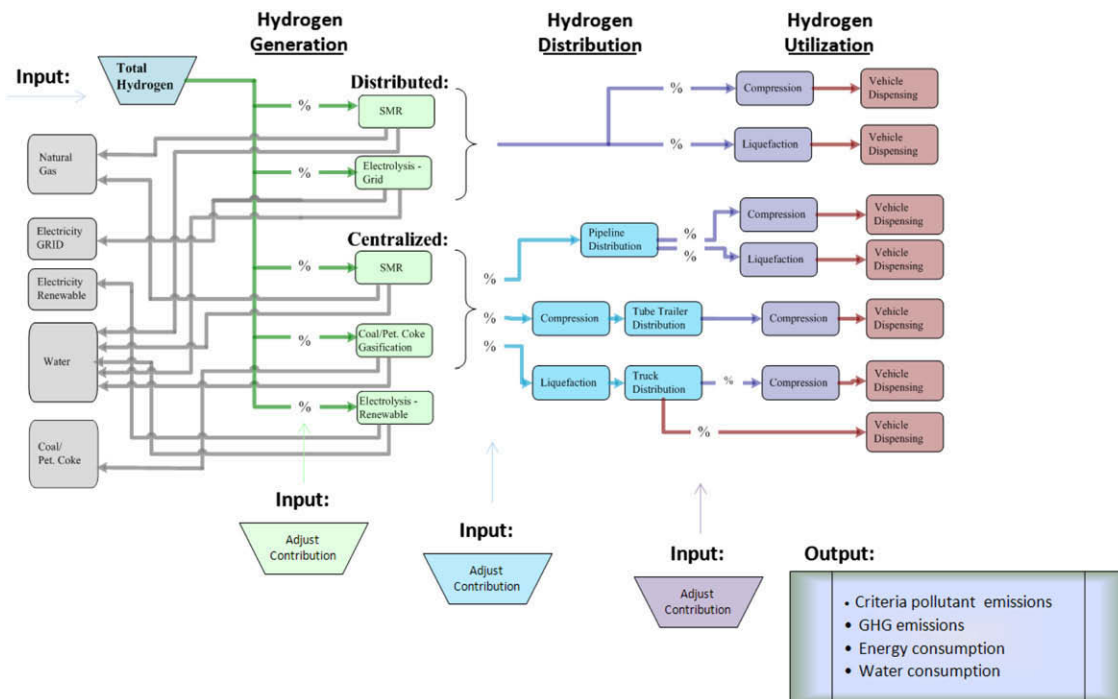 Hydrogen
Generation
Hydrogen
Distribution
Hydrogen
Utilization
Input:
Total
Hydrogen
Distributed:
%
SMR
%
Electrolysis -
Grid
Centralized:
%
SMR
%
Coal/Pet. Coke
Gasification
%
Electrolysis -
Renewable
Natural
Gas
Electricity
GRID
Electricity
Renewable
Water
Coal/
Pet. Coke
%
Compression
Vehicle
Dispensing
%
Liquefaction
Vehicle
Dispensing
%
Pipeline
Distribution
%
Compression
Vehicle
Dispensing
%
Liquefaction
Vehicle
Dispensing
%
Compression
Tube Trailer
Distribution
Compression
Vehicle
Dispensing
%
Liquefaction
Truck
Distribution
%
Compression
Vehicle
Dispensing
%
Vehicle
Dispensing
Input:
Adjust
Contribution
Input:
Adjust
Contribution
Input:
Adjust
Contribution
Output:
• Criteria pollutant emissions
• GHG emissions
• Energy consumption
• Water consumption